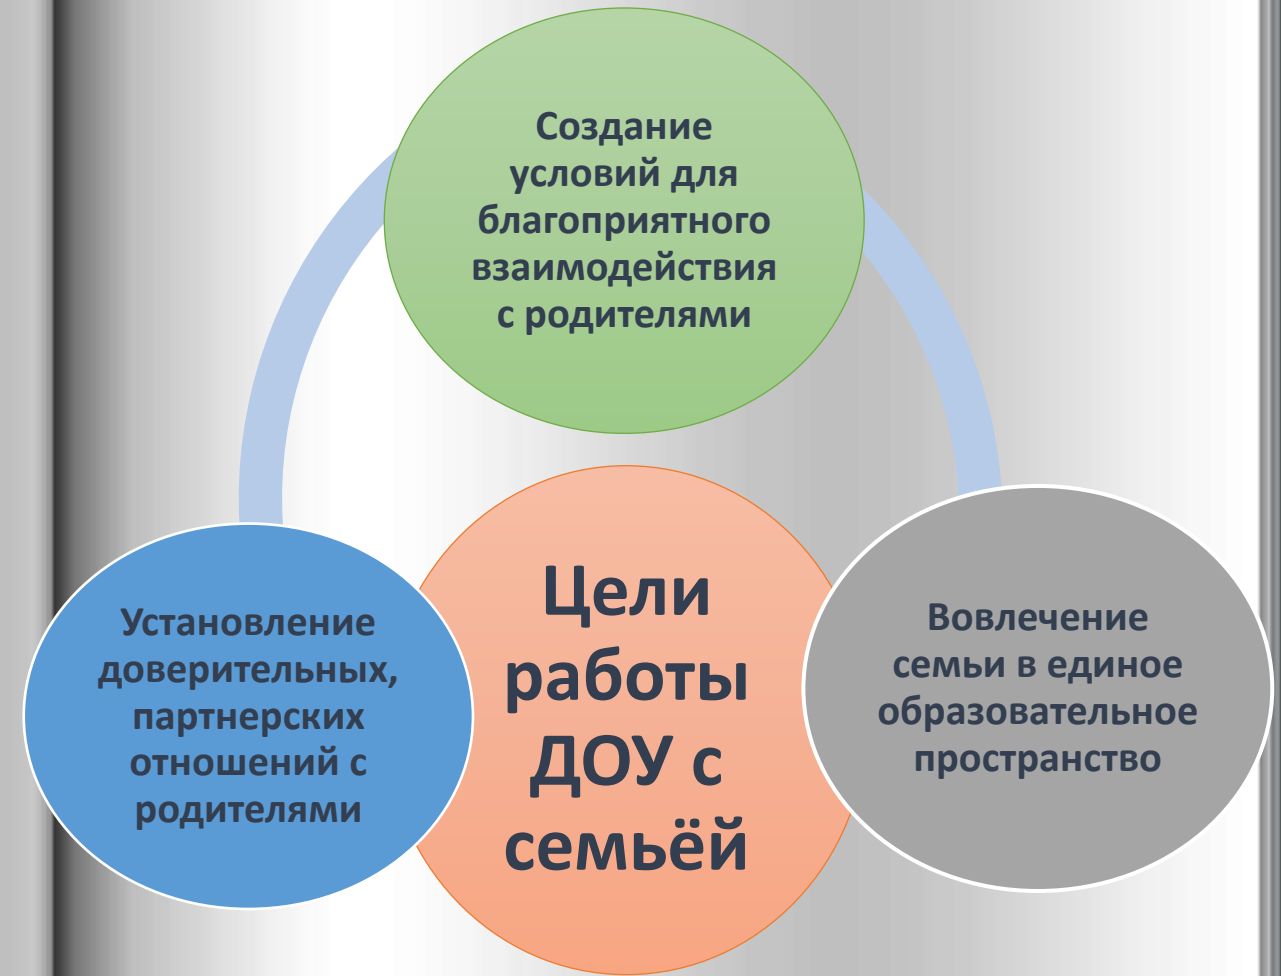 Создание
условий для
благоприятного
взаимодействия
с родителями
Установление
доверительных,
партнерских
отношений с
родителями
Цели
работы
ДОУ с
семьёй
Вовлечение
семьи в единое
образовательное
пространство